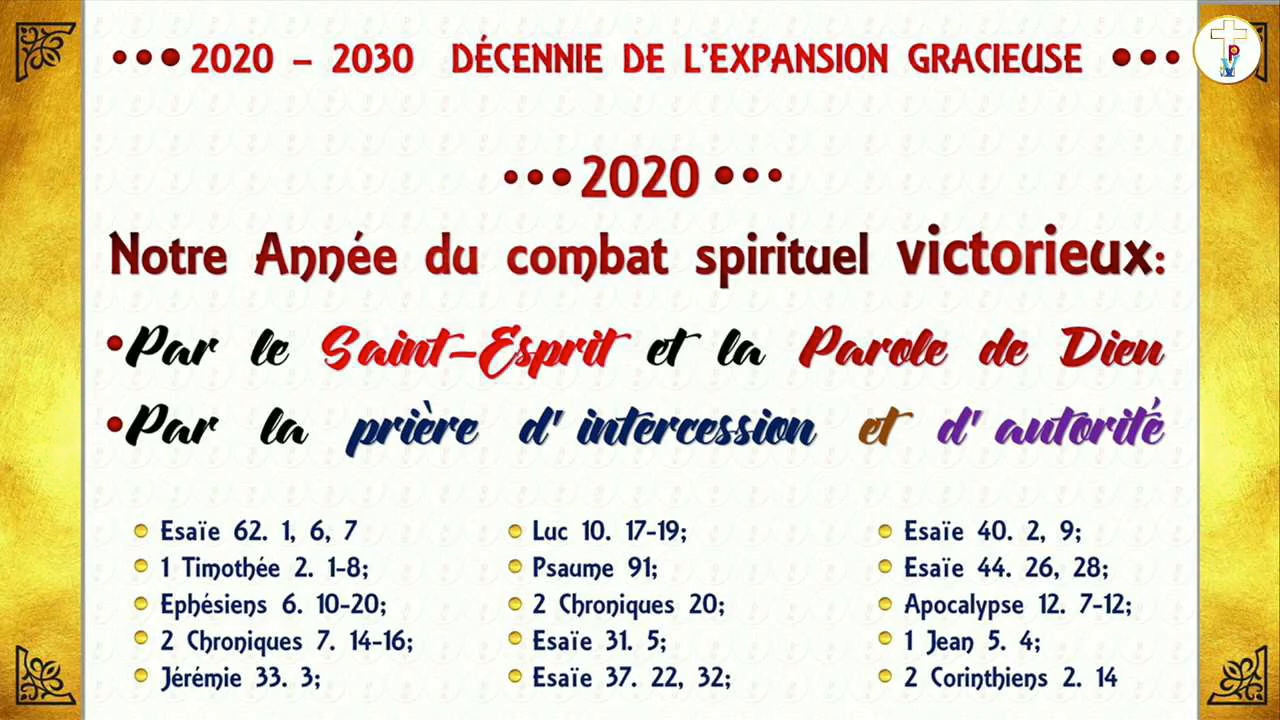 2020 – 2030 DÉCENNIE DE L'EXPANSION GRACIEUSE
2020
Notre Année du combat spirituel victorieux:
•Par le Saint-Esprit et la Parole de Dieu
•Par la prière d'intercession et d'autorité
Esaïe 62. 1, 6, 7
1 Timothée 2. 1-8;
Ephésiens 6. 10-20;
2 Chroniques 7. 14-16;
Jérémie 33. 3;
Luc 10. 17-19;
Psaume 91;
2 Chroniques 20;
Esaïe 31. 5;
Esaïe 37. 22, 32;
Esaïe 40. 2, 9;
Esaïe 44. 26, 28;
Apocalypse 12. 7-12;
1 Jean 5. 4;
2 Corinthiens 2. 14